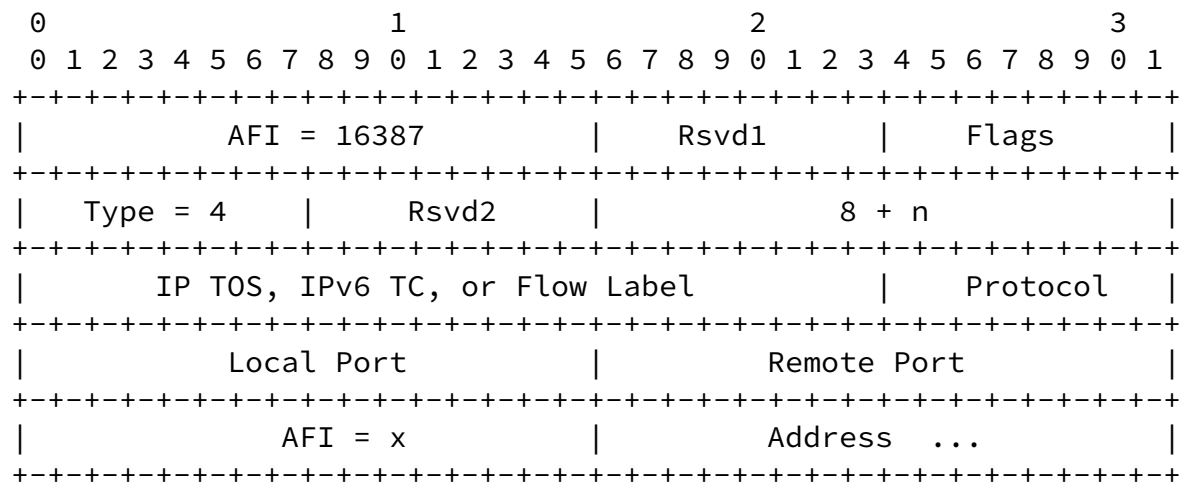 0                   1                   2                   3
 0 1 2 3 4 5 6 7 8 9 0 1 2 3 4 5 6 7 8 9 0 1 2 3 4 5 6 7 8 9 0 1
+-+-+-+-+-+-+-+-+-+-+-+-+-+-+-+-+-+-+-+-+-+-+-+-+-+-+-+-+-+-+-+-+
|           AFI = 16387         |    Rsvd1      |    Flags      |
+-+-+-+-+-+-+-+-+-+-+-+-+-+-+-+-+-+-+-+-+-+-+-+-+-+-+-+-+-+-+-+-+
|   Type = 4    |     Rsvd2     |             8 + n             |
+-+-+-+-+-+-+-+-+-+-+-+-+-+-+-+-+-+-+-+-+-+-+-+-+-+-+-+-+-+-+-+-+
|       IP TOS, IPv6 TC, or Flow Label          |    Protocol   |
+-+-+-+-+-+-+-+-+-+-+-+-+-+-+-+-+-+-+-+-+-+-+-+-+-+-+-+-+-+-+-+-+
|           Local Port          |         Remote Port           |
+-+-+-+-+-+-+-+-+-+-+-+-+-+-+-+-+-+-+-+-+-+-+-+-+-+-+-+-+-+-+-+-+
|              AFI = x          |         Address  ...          |
+-+-+-+-+-+-+-+-+-+-+-+-+-+-+-+-+-+-+-+-+-+-+-+-+-+-+-+-+-+-+-+-+